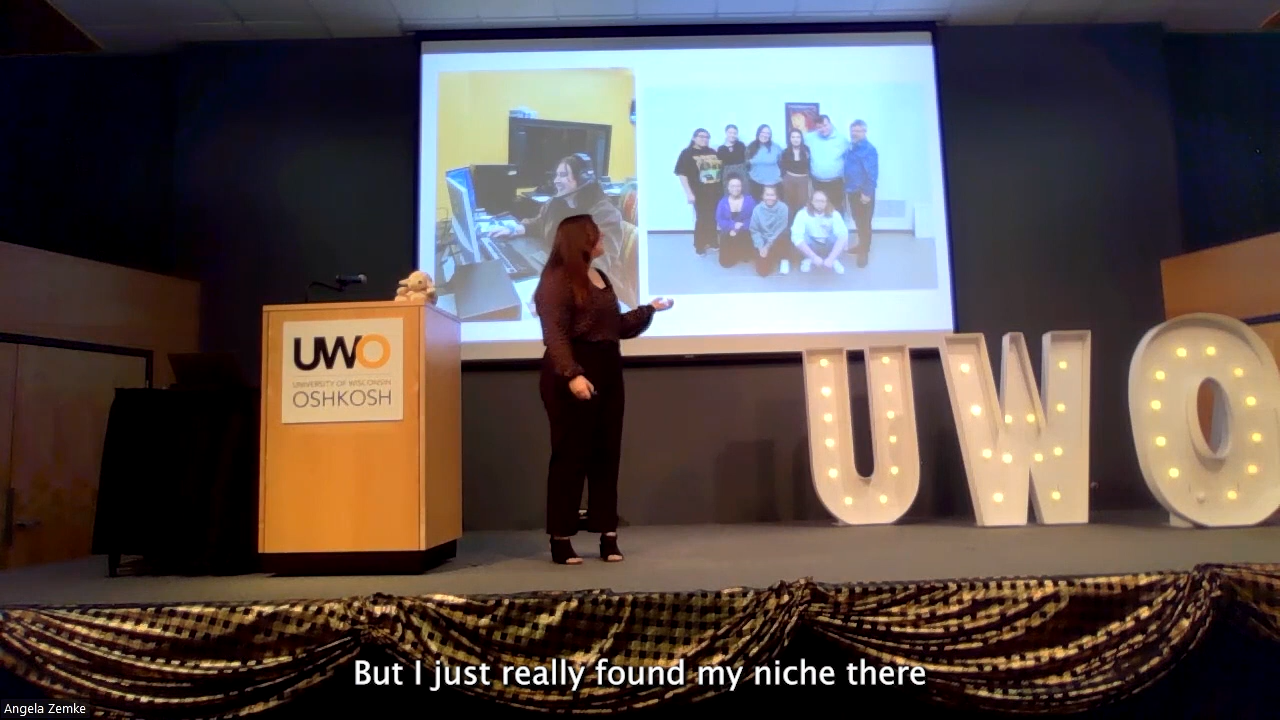 UWO
UNIVERSITY OF WISCONSIN
OSHKOSH
UWO
But I just really found my niche there
Angela Zemke